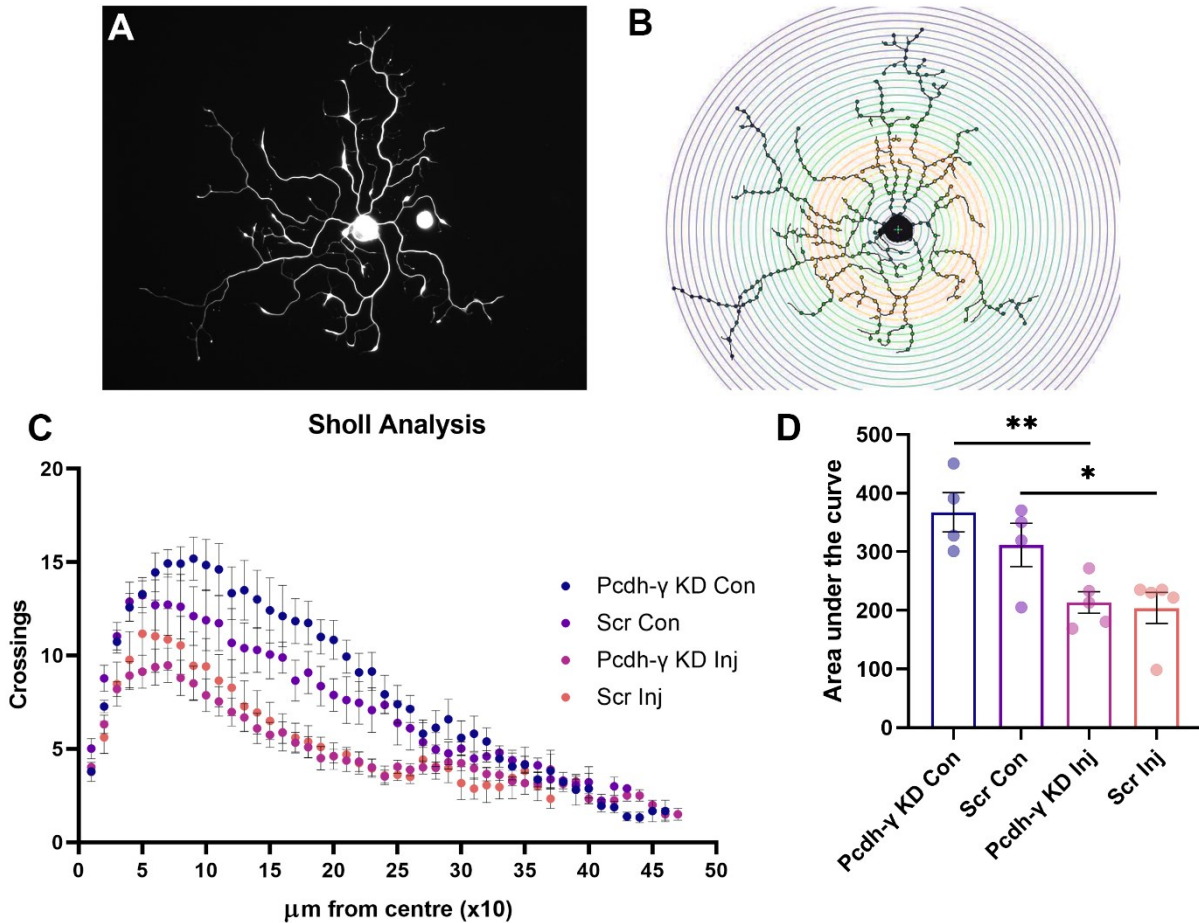 A
B
C
Sholl Analysis
20
15
10
5
0
Crossings
0 5 10 15 20 25 30 35 40 45 50
μm from centre (x10)
Pcdh-γ KD Con
Scr Con
Pcdh-γ KD Inj
Scr Inj
D
500
400
300
200
100
0
Area under the curve
**
*
Pcdh-γ KD Con
Scr Con
Pcdh-γ KD Inj
Scr Inj